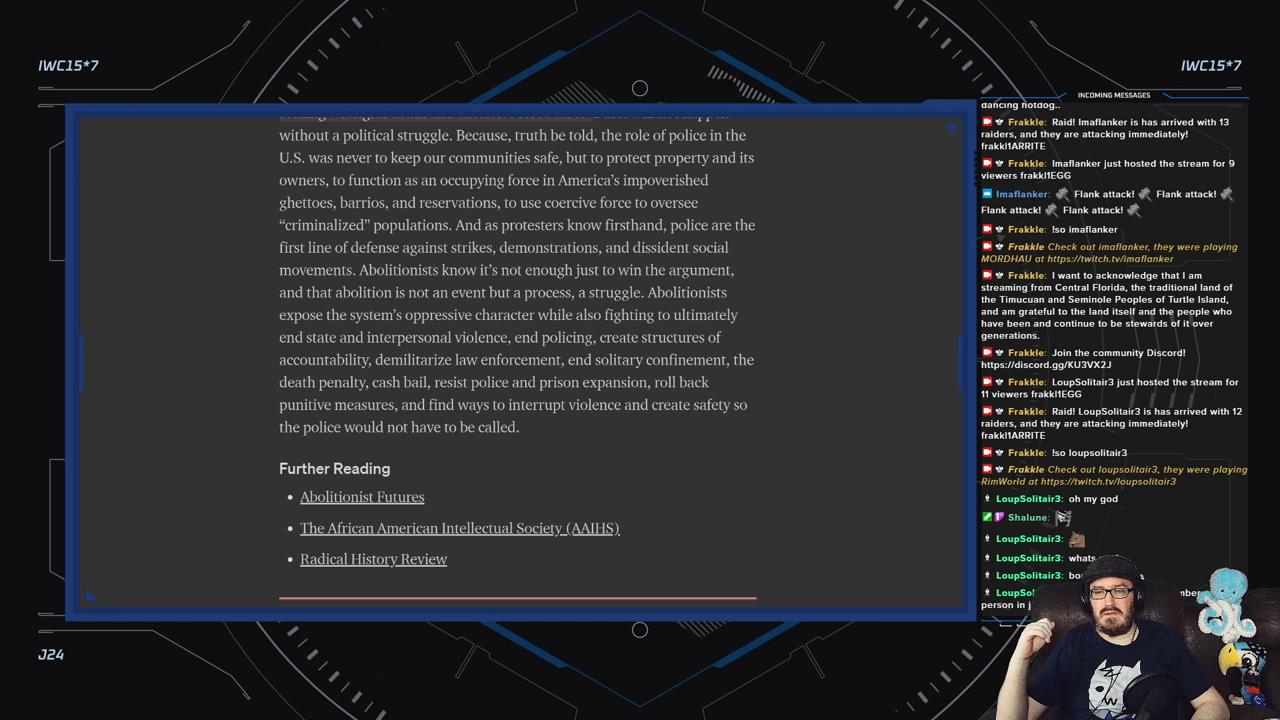 IWC15*7
IWC15*7
without a political struggle. Because, truth be told, the role of police in the
U.S. was never to keep our communities safe, but to protect property and its
owners, to function as an occupying force in America’s impoverished
ghettoes, barrios, and reservations, to use coercive force to oversee
“criminalized” populations. And as protesters know firsthand, police are the
first line of defense against strikes, demonstrations, and dissident social
movements. Abolitionists know it’s not enough just to win the argument,
and that abolition is not an event but a process, a struggle. Abolitionists
expose the system’s oppressive character while also fighting to ultimately
end state and interpersonal violence, end policing, create structures of
accountability, demilitarize law enforcement, end solitary confinement, the
death penalty, cash bail, resist police and prison expansion, roll back
punitive measures, and find ways to interrupt violence and create safety so
the police would not have to be called.
Further Reading
• Abolitionist Futures
• The African American Intellectual Society (AAIHS)
• Radical History Review
INCOMING MESSAGES
dancing hotdog..
Frakkle: Raid! Imaflanker is has arrived with 13
raiders, and they are attacking immediately!
frakkl1ARRITE
Frakkle: Imaflanker just hosted the stream for 9
viewers frakkl1EGG
Imaflanker: Flank attack! Flank attack!
Flank attack! Flank attack!
Frakkle: !so imaflanker
Frakkle Check out imaflanker, they were playing
MORDHAU at https://twitch.tv/imaflanker
Frakkle: I want to acknowledge that I am
streaming from Central Florida, the traditional land of
the Timucuan and Seminole Peoples of Turtle Island,
and am grateful to the land itself and the people who
have been and continue to be stewards of it over
generations.
Frakkle: Join the community Discord!
https://discord.gg/KU3VX2J
Frakkle: LoupSolitair3 just hosted the stream for
11 viewers frakkl1EGG
Frakkle: Raid! LoupSolitair3 is has arrived with 12
raiders, and they are attacking immediately!
frakkl1ARRITE
Frakkle: !so loupsolitair3
Frakkle Check out loupsolitair3, they were playing
RimWorld at https://twitch.tv/loupsolitair3
LoupSolitair3: oh my god
Shalune:
LoupSolitair3:
LoupSolitair3: whats
LoupSolitair3:
person in
J24